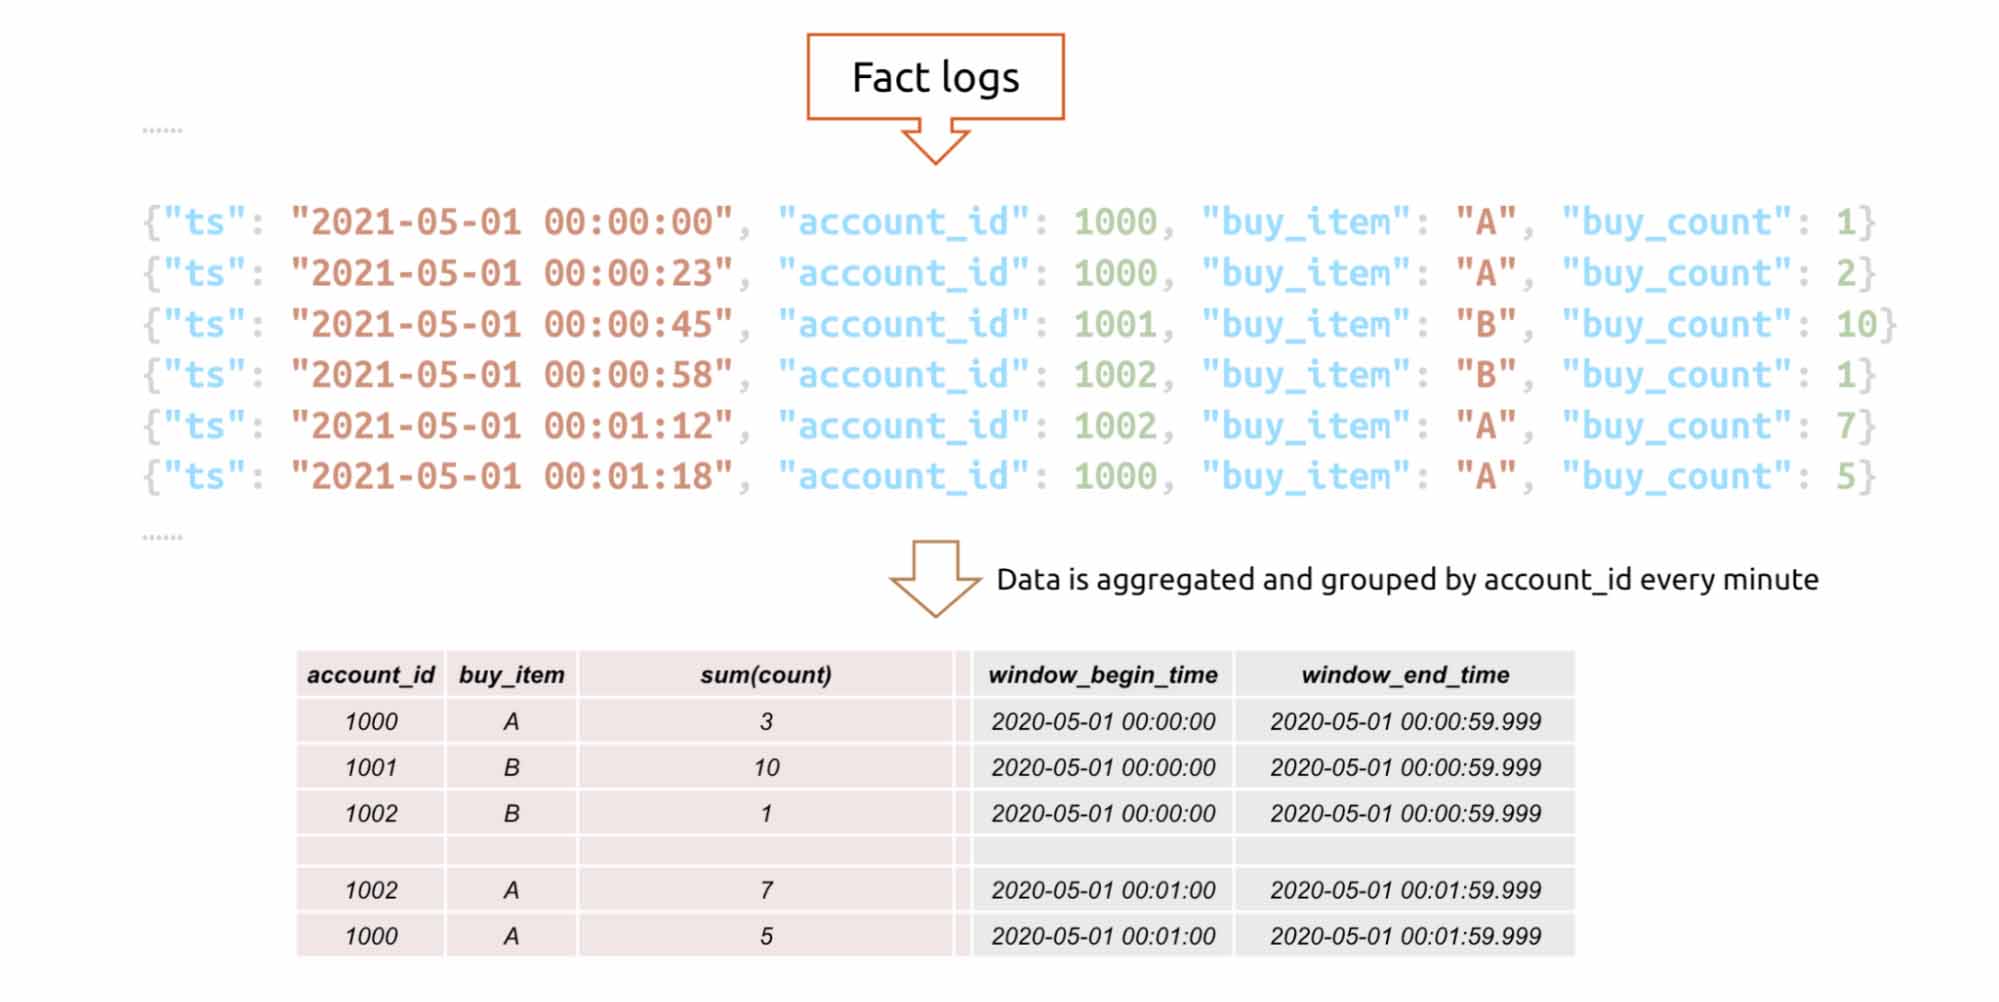 Fact logs
......
{"ts": "2021-05-01 00:00:00", "account_id": 1000, "buy_item": "A", "buy_count": 1}
{"ts": "2021-05-01 00:00:23", "account_id": 1000, "buy_item": "A", "buy_count": 2}
{"ts": "2021-05-01 00:00:45", "account_id": 1001, "buy_item": "B", "buy_count": 10}
{"ts": "2021-05-01 00:00:58", "account_id": 1002, "buy_item": "B", "buy_count": 1}
{"ts": "2021-05-01 00:01:12", "account_id": 1002, "buy_item": "A", "buy_count": 7}
{"ts": "2021-05-01 00:01:18", "account_id": 1000, "buy_item": "A", "buy_count": 5}
......
Data is aggregated and grouped by account_id every minute
account_id buy_item sum(count) window_begin_time window_end_time
1000 A 3 2020-05-01 00:00:00 2020-05-01 00:00:59.999
1001 B 10 2020-05-01 00:00:00 2020-05-01 00:00:59.999
1002 B 1 2020-05-01 00:00:00 2020-05-01 00:00:59.999
1002 A 7 2020-05-01 00:01:00 2020-05-01 00:01:59.999
1000 A 5 2020-05-01 00:01:00 2020-05-01 00:01:59.999